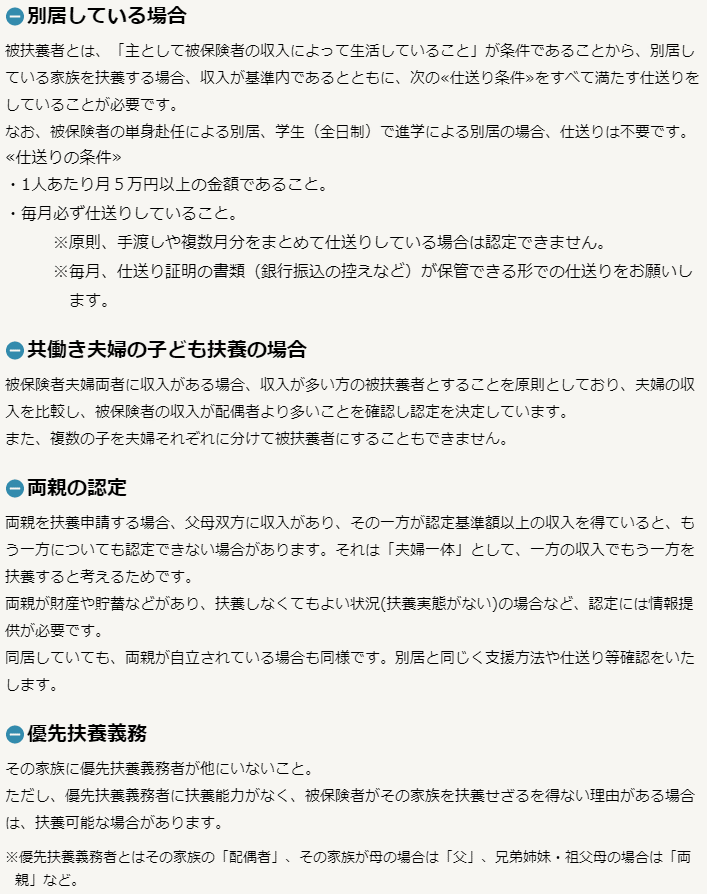 別居している場合
被扶養者とは、「主として被保険者の収入によって生活していること」が条件であることから、別居し
ている家族を扶養する場合、収入が基準内であるとともに、次の≪仕送り条件≫をすべて満たす仕送りを
していることが必要です。
なお、被保険者の単身赴任による別居、学生（全日制）で進学による別居の場合、仕送りは不要です。
≪仕送りの条件≫
・1人あたり月５万円以上の金額であること。
・毎月必ず仕送りしていること。
※原則、手渡しや複数月分をまとめて仕送りしている場合は認定できません。
※毎月、仕送り証明の書類（銀行振込の控えなど）が保管できる形での仕送りをお願いし
ます。
共働き夫婦の子ども扶養の場合
被保険者夫婦両者に収入がある場合、収入が多い方の被扶養者とすることを原則としており、夫婦の収
入を比較し、被保険者の収入が配偶者より多いことを確認し認定を決定しています。
また、複数の子を夫婦それぞれに分けて被扶養者にすることもできません。
両親の認定
両親を扶養申請する場合、父母双方に収入があり、その一方が認定基準額以上の収入を得ていると、も
う一方についても認定できない場合があります。それは「夫婦一体」として、一方の収入でもう一方を
扶養すると考えるためです。
両親が財産や貯蓄などがあり、扶養しなくてもよい状況(扶養実態がない)の場合など、認定には情報提
供が必要です。
同居していても、両親が自立されている場合も同様です。別居と同じく支援方法や仕送り等確認をいた
します。
優先扶養義務
その家族に優先扶養義務者が他にいないこと。
ただし、優先扶養義務者に扶養能力がなく、被保険者がその家族を扶養せざるを得ない理由がある場合
は、扶養可能な場合があります。
※優先扶養義務者とはその家族の「配偶者」、その家族が母の場合は「父」、兄弟姉妹・祖父母の場合は「両
親」など。